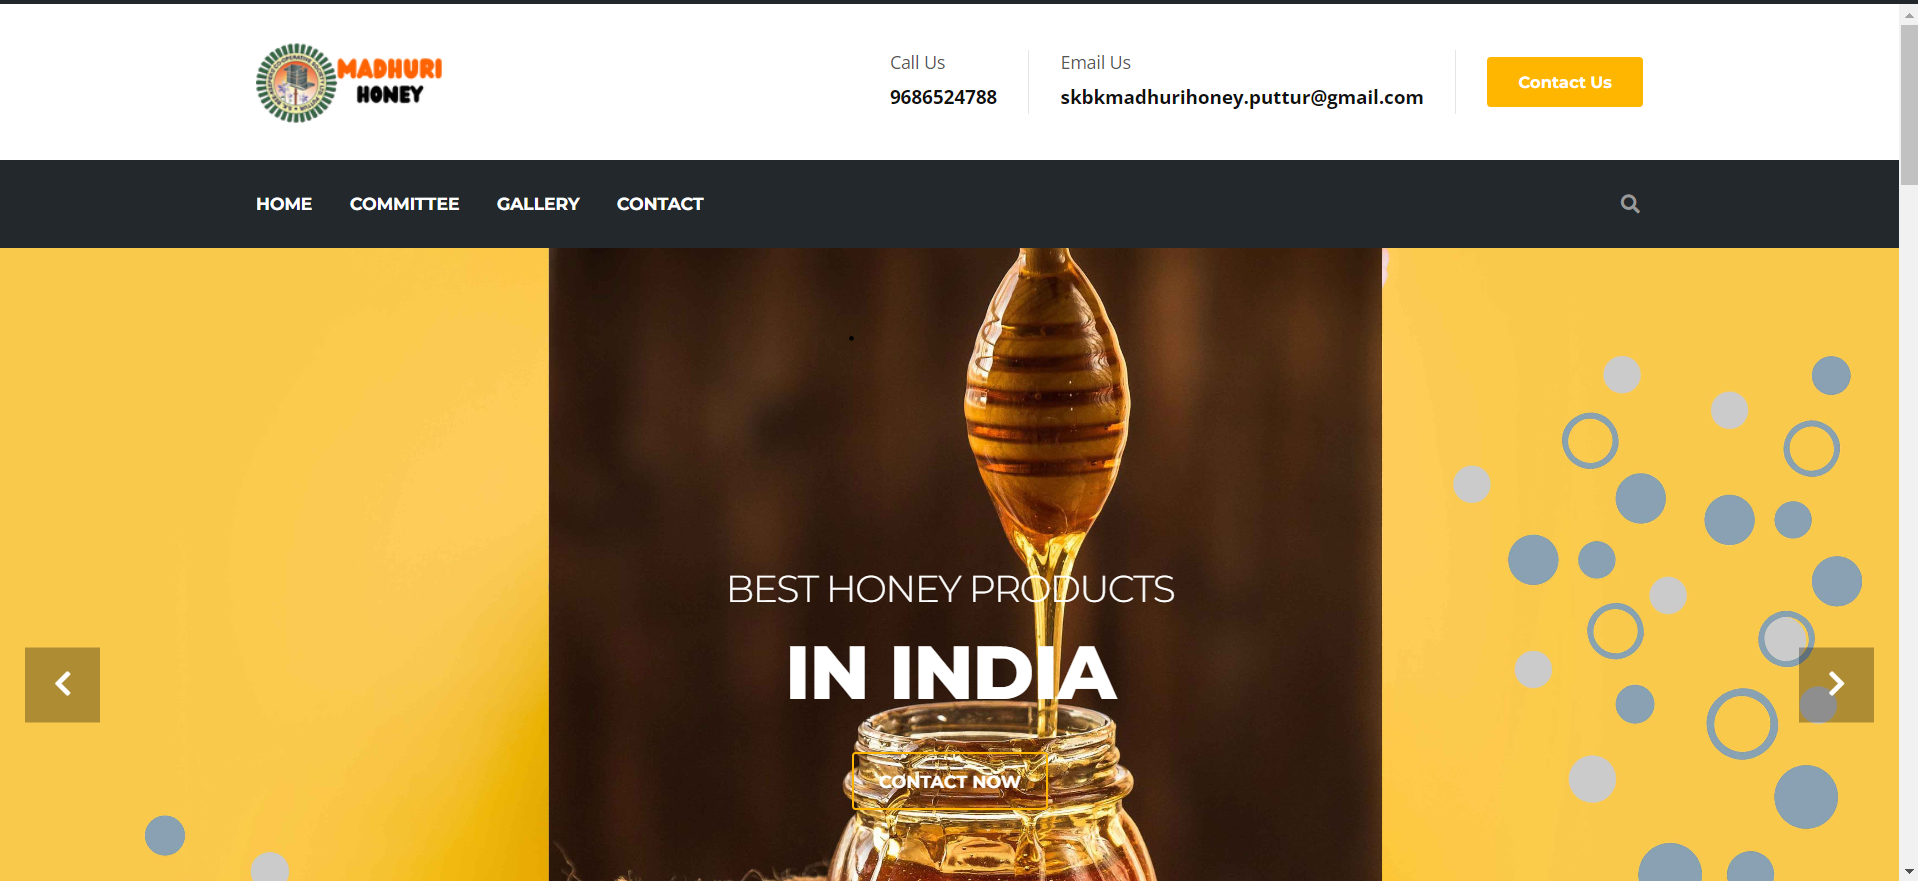 MADHURI
HONEY
Call Us
9686524788
Email Us
skbkmadhurihoney.puttur@gmail.com
Contact Us
HOME
COMMITTEE
GALLERY
CONTACT
BEST HONEY PRODUCTS
IN INDIA
CONTACT NOW